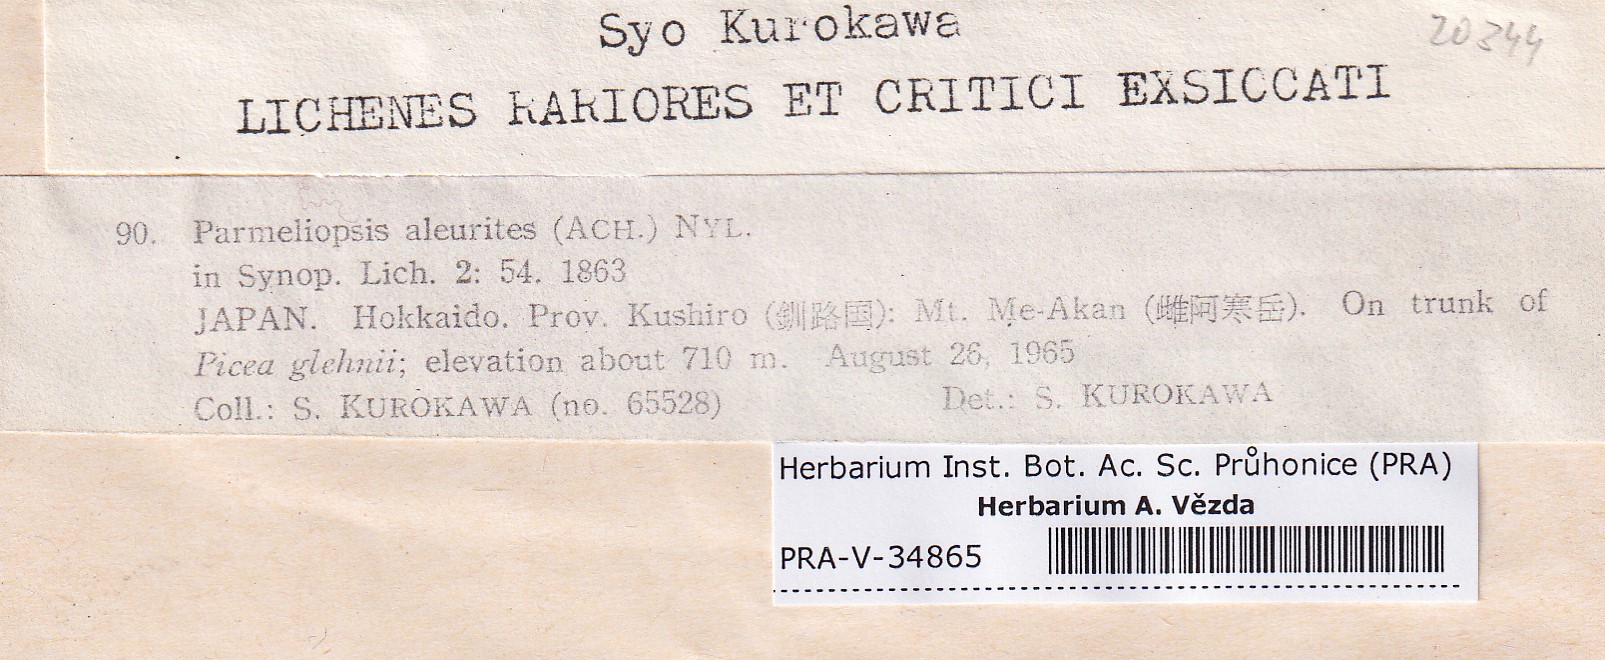 Syo Kurokawa
20344
LICHENES RARIORES ET CRITICI EXSICCATI
90. Parmeliopsis aleurites (ACH.) NYL.
in Synop. Lich. 2: 54. 1863
JAPAN. Hokkaido. Prov. Kushiro (釧路国): Mt. Me-Akan (雌阿寒岳). On trunk of
Picea glehnii; elevation about 710 m. August 26, 1965
Coll.: S. KUROKAWA (no. 65528) Det.: S. KUROKAWA
Herbarium Inst. Bot. Ac. Sc. Průhonice (PRA)
Herbarium A. Vězda
PRA-V-34865